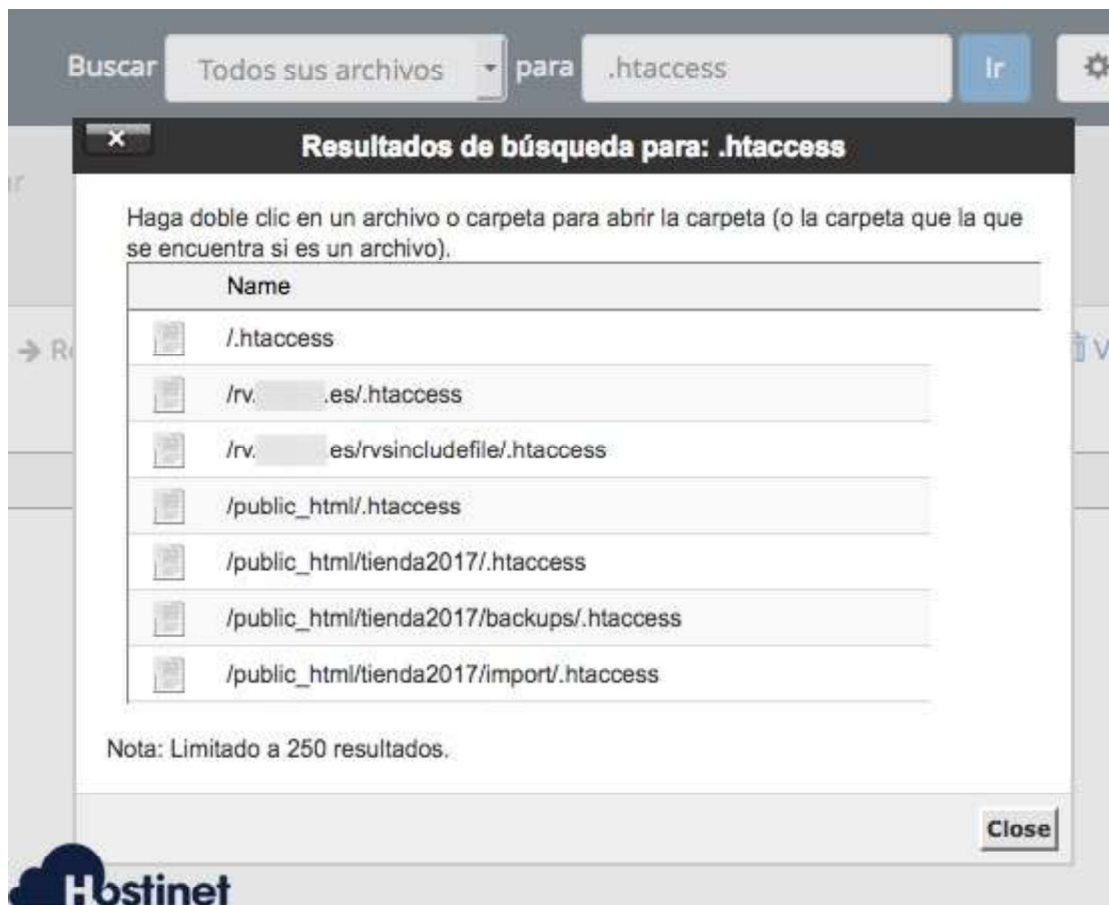 Buscar Todos sus archivos para .htaccess Ir
Resultados de búsqueda para: .htaccess
Haga doble clic en un archivo o carpeta para abrir la carpeta (o la carpeta que la que
se encuentra si es un archivo).
Name
/.htaccess
/rv. .es/.htaccess
/rv. .es/rvsincludefile/.htaccess
/public_html/.htaccess
/public_html/tienda2017/.htaccess
/public_html/tienda2017/backups/.htaccess
/public_html/tienda2017/import/.htaccess
Nota: Limitado a 250 resultados.
Close
Hostinet